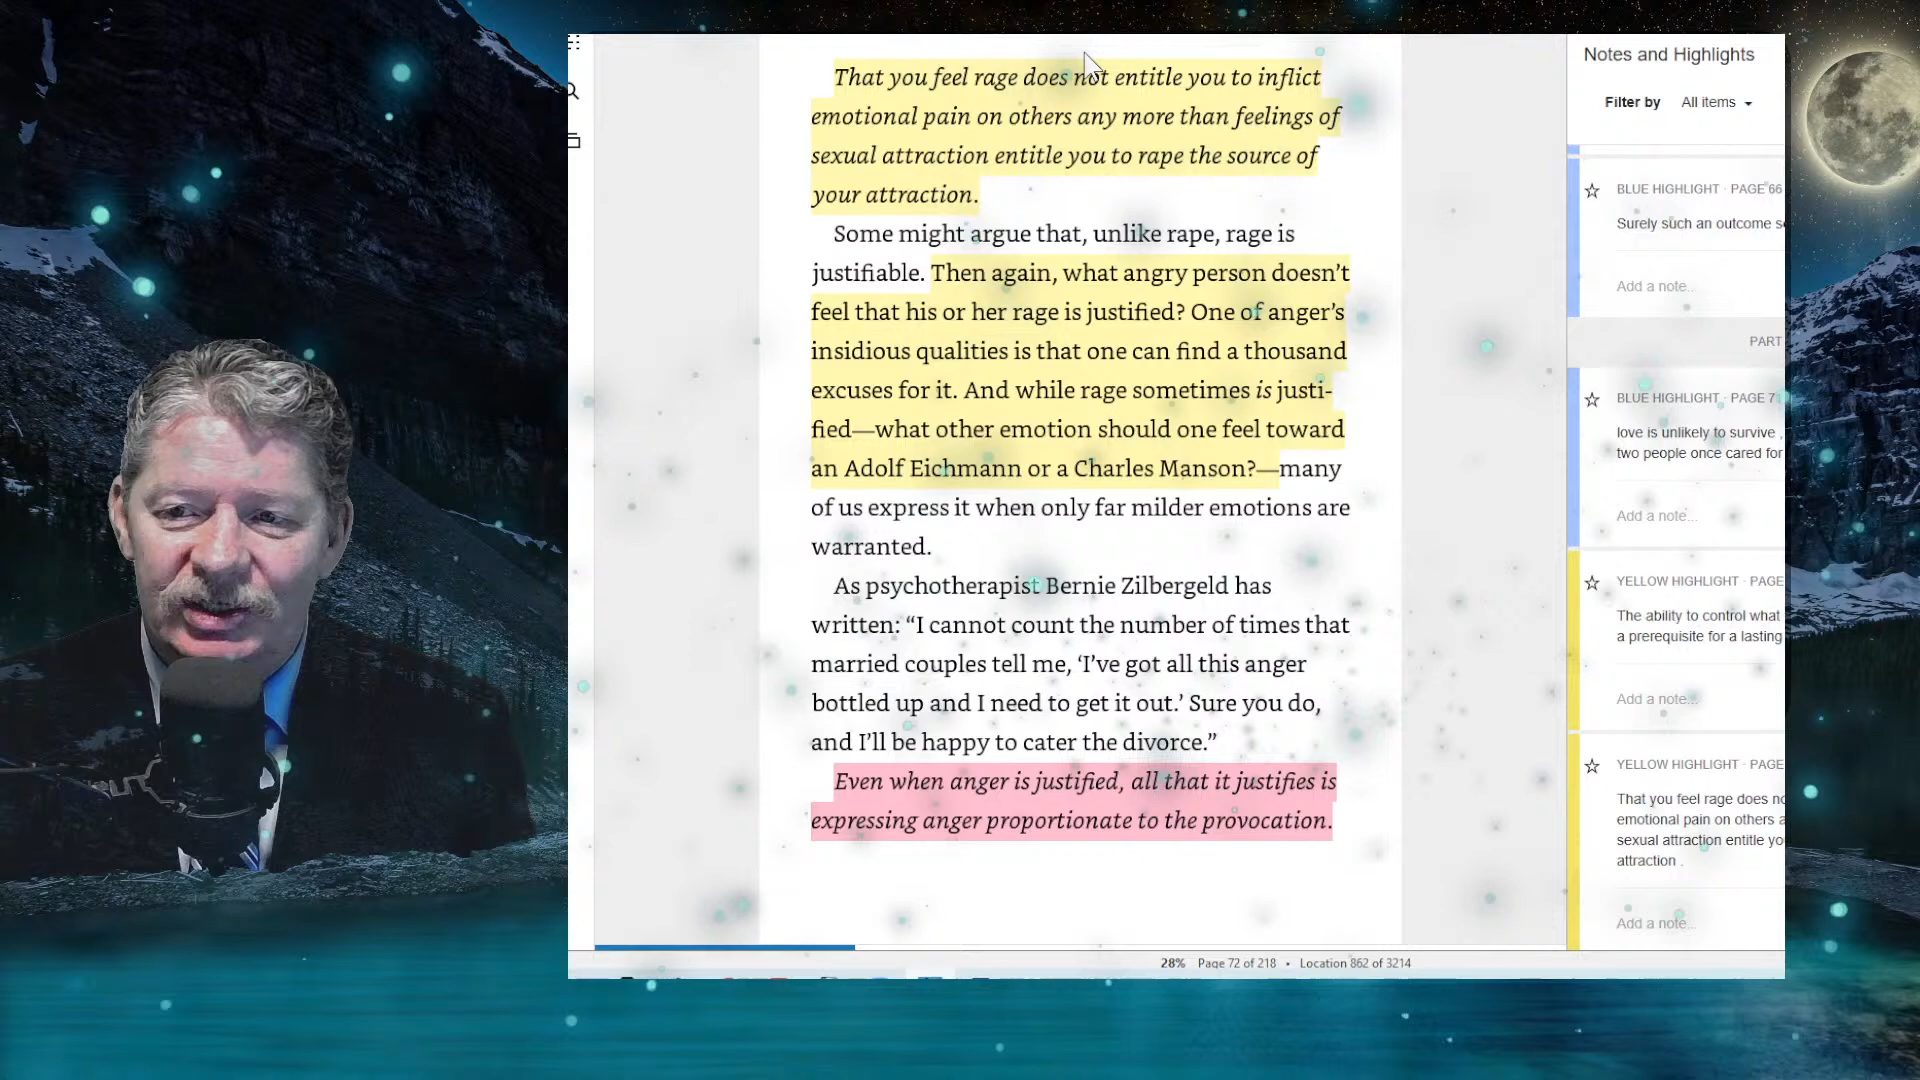 That you feel rage does not entitle you to inflict
emotional pain on others any more than feelings of
sexual attraction entitle you to rape the source of
your attraction.
Some might argue that, unlike rape, rage is
justifiable. Then again, what angry person doesn’t
feel that his or her rage is justified? One of anger’s
insidious qualities is that one can find a thousand
excuses for it. And while rage sometimes is justi-
fied—what other emotion should one feel toward
an Adolf Eichmann or a Charles Manson?—many
of us express it when only far milder emotions are
warranted.
As psychotherapist Bernie Zilbergeld has
written: “I cannot count the number of times that
married couples tell me, ‘I’ve got all this anger
bottled up and I need to get it out.’ Sure you do,
and I’ll be happy to cater the divorce.”
Even when anger is justified, all that it justifies is
expressing anger proportionate to the provocation.
28% Page 72 of 218 • Location 862 of 3214
Notes and Highlights
Filter by All items
BLUE HIGHLIGHT · PAGE 66
Surely such an outcome
Add a note..
PART
BLUE HIGHLIGHT · PAGE 7
love is unlikely to survive ,
two people once cared for
Add a note...
YELLOW HIGHLIGHT · PAGE
The ability to control what
a prerequisite for a lasting
Add a note...
YELLOW HIGHLIGHT · PAGE
That you feel rage does
emotional pain on others
sexual attraction entitle
attraction .
Add a note...